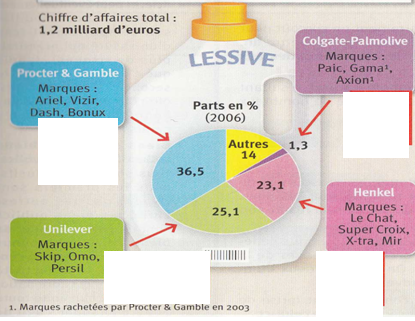 Chiffre d'affaires total :
1,2 milliard d'euros
LESSIVE
Colgate-Palmolive
Marques :
Paic, Gama¹,
Axion¹
Procter & Gamble
Marques :
Ariel, Vizir,
Dash, Bonux
Parts en %
(2006)
Autres
14
1,3
36,5
23,1
25,1
Henkel
Marques :
Le Chat,
Super Croix,
X-tra, Mir
Unilever
Marques :
Skip, Omo,
Persil
1. Marques rachetées par Procter & Gamble en 2003